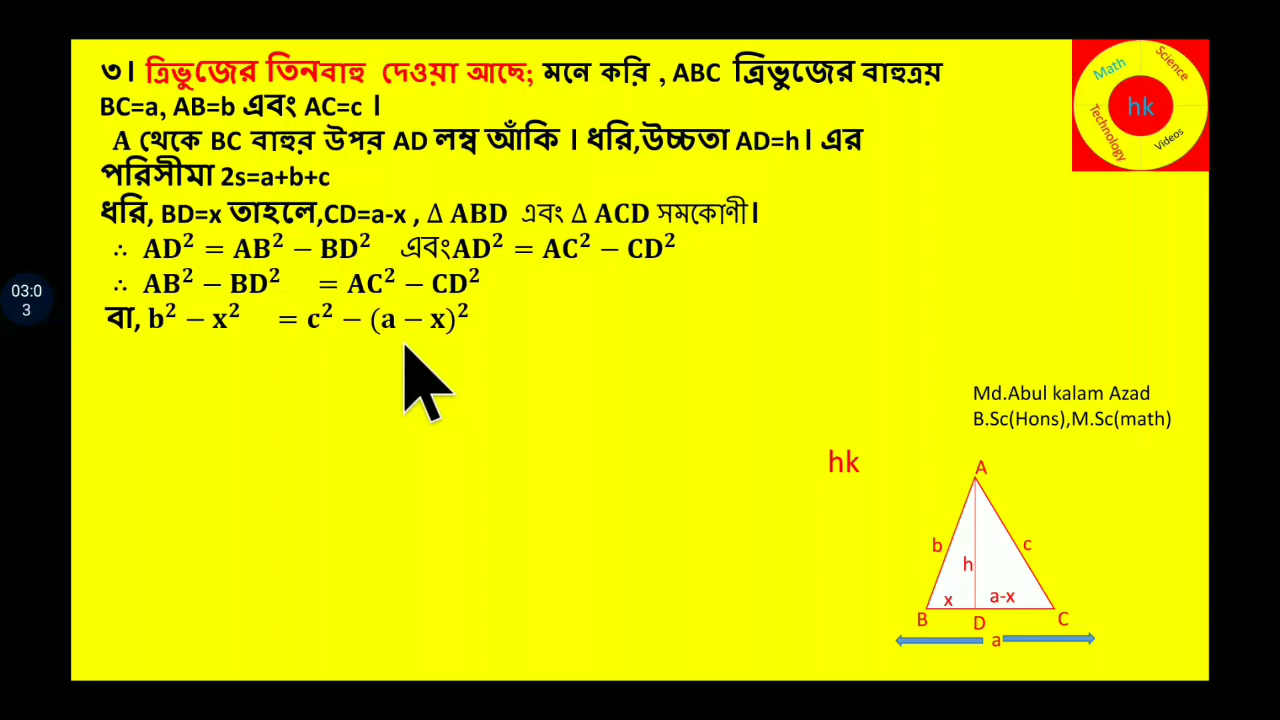 ৩। ত্রিভুজের তিনবাহু দেওয়া আছে; মনে করি , ABC ত্রিভুজের বাহুত্রয়
BC=a, AB=b এবং AC=c ।
A থেকে BC বাহুর উপর AD লম্ব আঁকি । ধরি,উচ্চতা AD=h। এর
পরিসীমা 2s=a+b+c
ধরি, BD=x তাহলে,CD=a-x , Δ ABD এবং Δ ACD সমকোণী।
∴ AD² = AB² − BD² এবংAD² = AC² − CD²
∴ AB² − BD² = AC² − CD²
বা, b² − x² = c² − (a − x)²
Math
Science
hk
Technology
Videos
03:0
3
Md.Abul kalam Azad
B.Sc(Hons),M.Sc(math)
hk
A
b
c
h
x
a-x
B
D
C
a